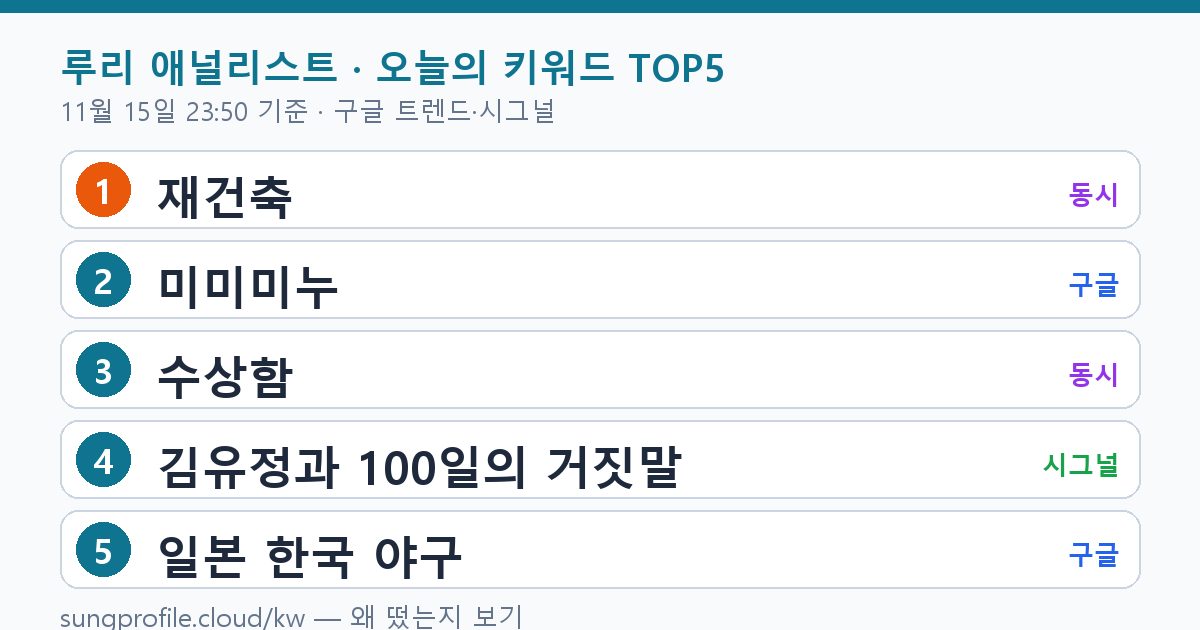 루리 애널리스트 · 오늘의 키워드 TOP5
11월 15일 23:50 기준 · 구글 트렌드·시그널
1 재건축 동시
2 미미미누 구글
3 수상함 동시
4 김유정과 100일의 거짓말 시그널
5 일본 한국 야구 구글
sungprofile.cloud/kw — 왜 떴는지 보기